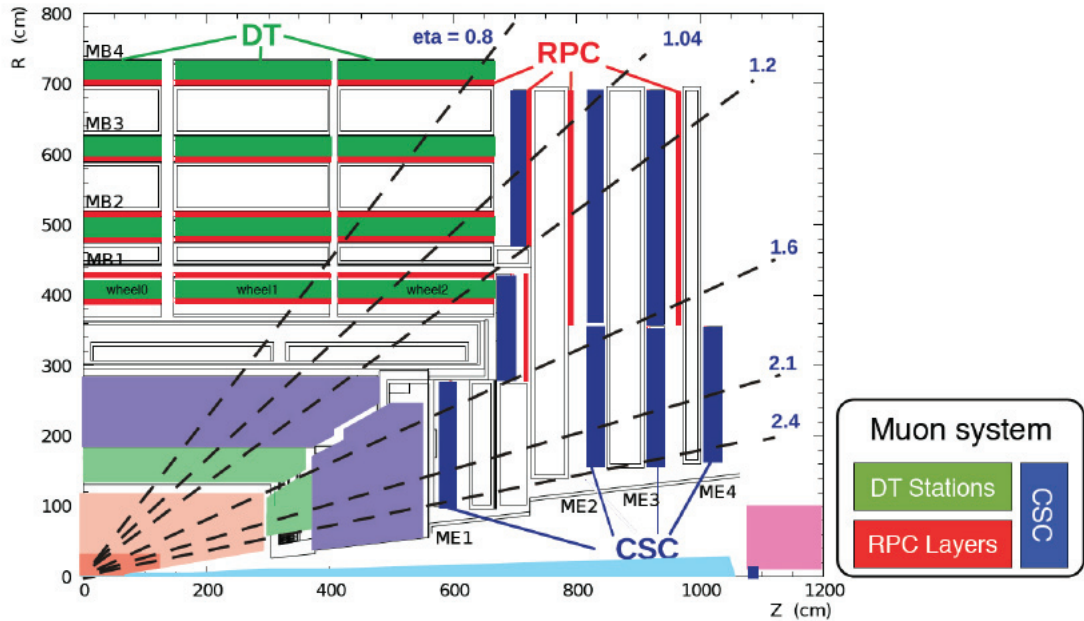 R (cm)
800
700
600
500
400
300
200
100
0
MB4
MB3
MB2
MB1
DT
eta = 0.8
RPC
1.04
1.2
1.6
2.1
2.4
wheel0
wheel1
wheel2
ME1
ME2
ME3
ME4
CSC
0
200
400
600
800
1000
1200
Z (cm)
Muon system
DT Stations
RPC Layers
CSC